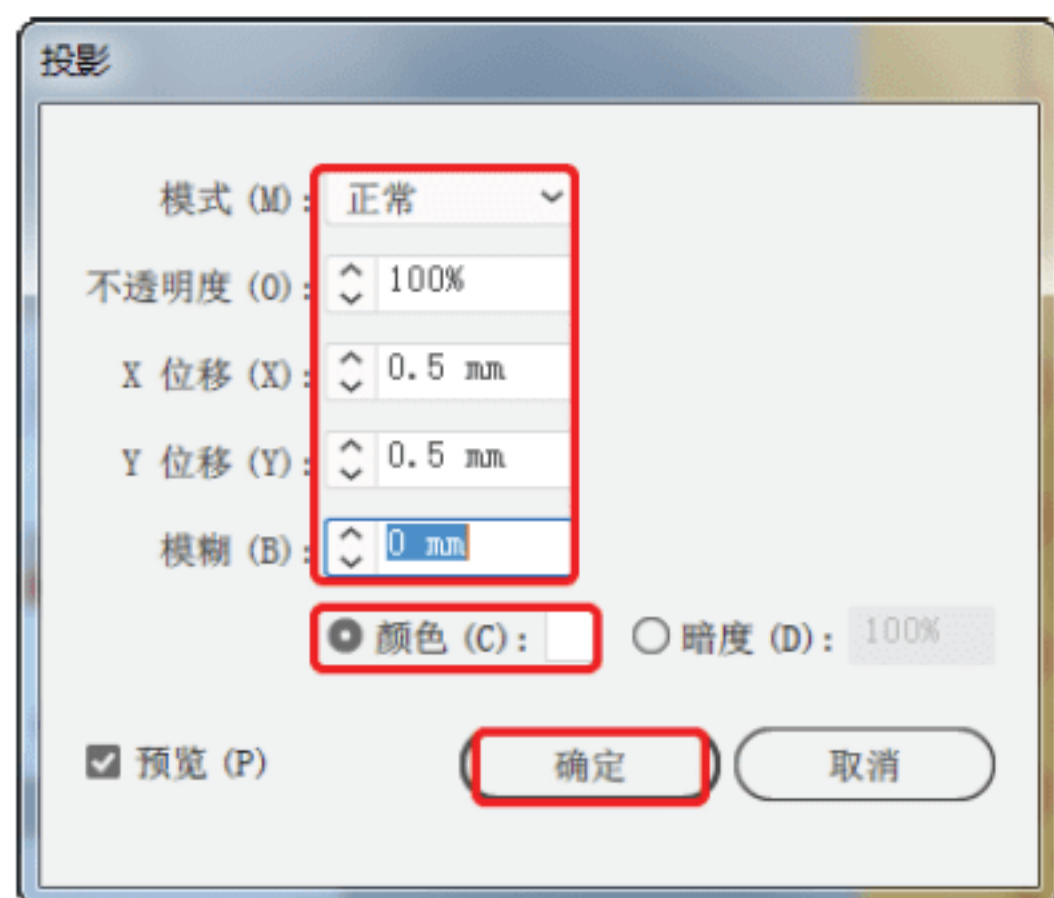 投影
模式 (M): 正常
不透明度 (O): 100%
X 位移 (X): 0.5 mm
Y 位移 (Y): 0.5 mm
模糊 (B): 0 mm
颜色 (C): 暗度 (D): 100%
预览 (P) 确定 取消